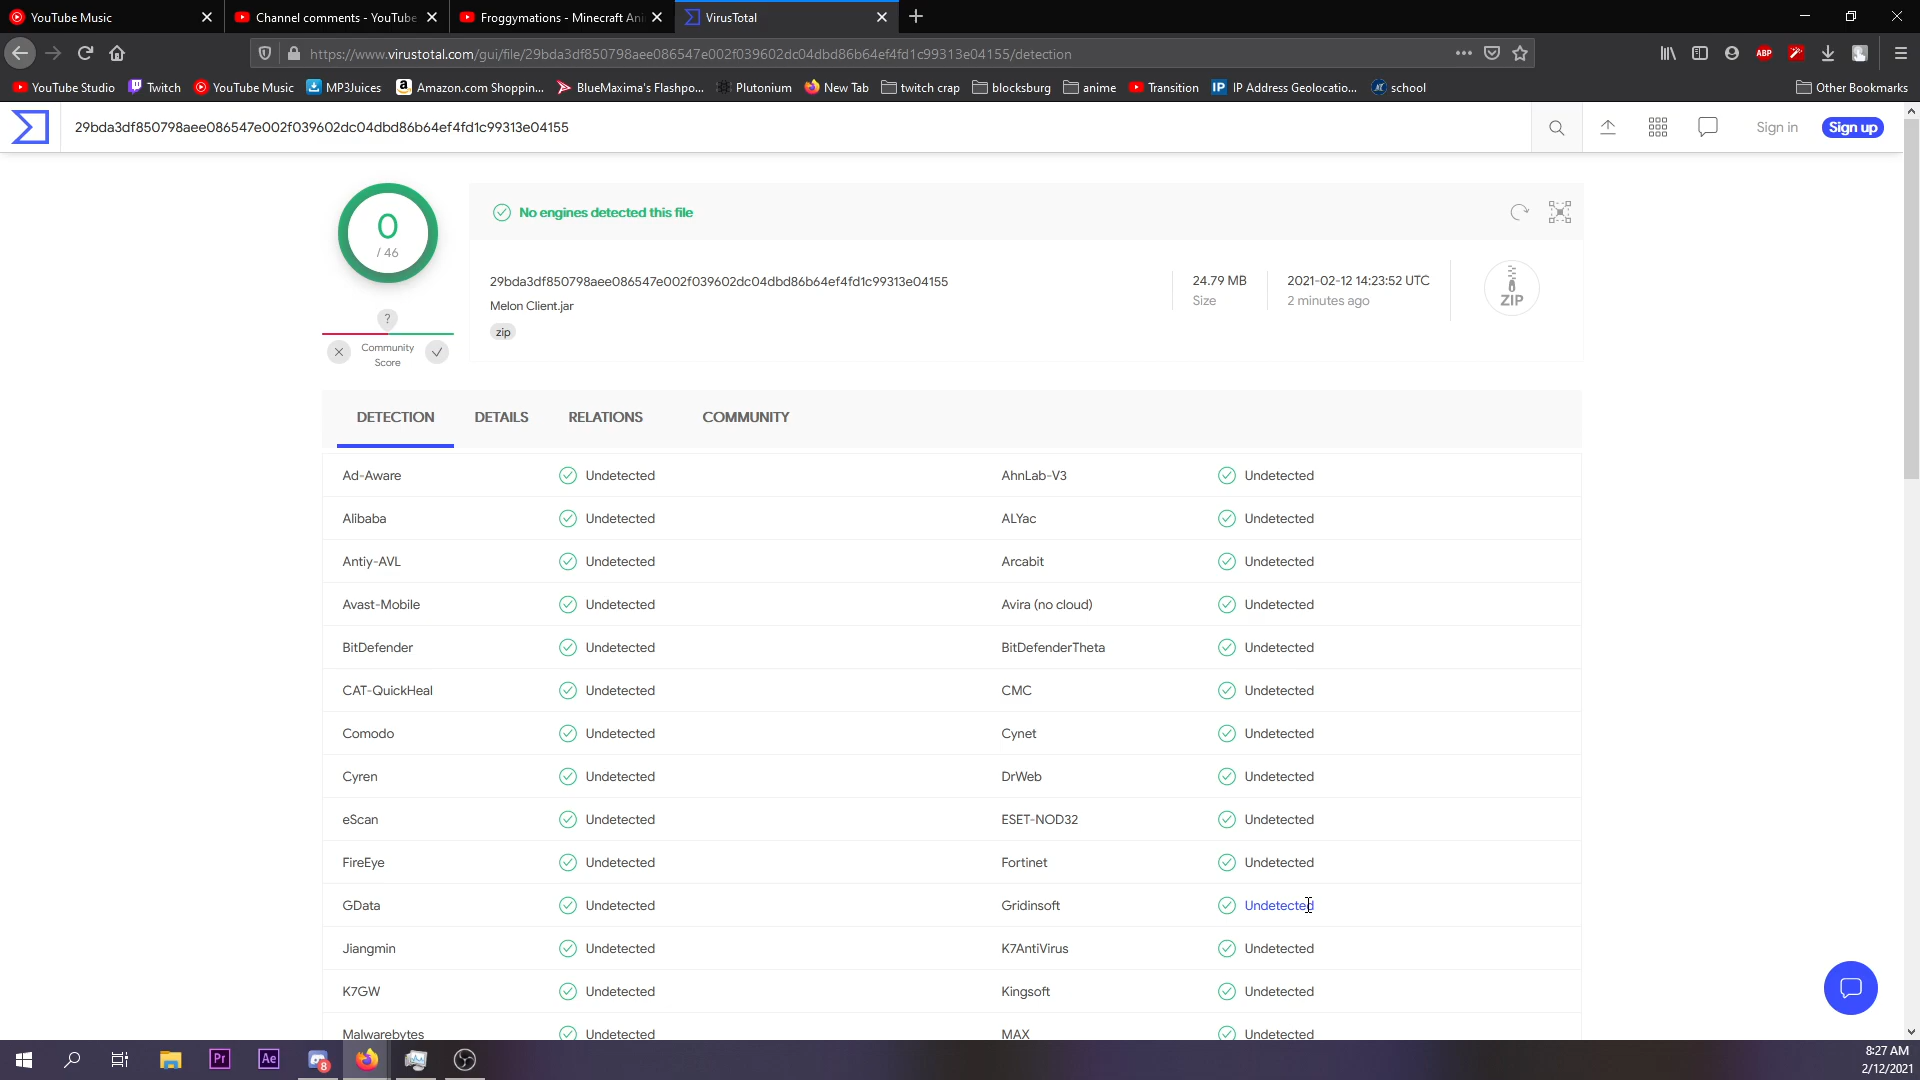 YouTube Music
Channel comments - YouTube
Froggymations - Minecraft Ani
VirusTotal
https://www.virustotal.com/gui/file/29bda3df850798aee086547e002f039602dc04dbd86b64ef4fd1c99313e04155/detection
ABP
YouTube Studio
Twitch
YouTube Music
MP3Juices
Amazon.com Shoppin...
BlueMaxima's Flashpo...
Plutonium
New Tab
twitch crap
blocksburg
anime
Transition
IP IP Address Geolocatio...
school
Other Bookmarks
29bda3df850798aee086547e002f039602dc04dbd86b64ef4fd1c99313e04155
Sign in
Sign up
0
/ 46
No engines detected this file
29bda3df850798aee086547e002f039602dc04dbd86b64ef4fd1c99313e04155
Melon Client.jar
zip
24.79 MB
Size
2021-02-12 14:23:52 UTC
2 minutes ago
ZIP
?
Community
Score
DETECTION DETAILS RELATIONS COMMUNITY
Ad-Aware Undetected AhnLab-V3 Undetected
Alibaba Undetected ALYac Undetected
Antiy-AVL Undetected Arcabit Undetected
Avast-Mobile Undetected Avira (no cloud) Undetected
BitDefender Undetected BitDefenderTheta Undetected
CAT-QuickHeal Undetected CMC Undetected
Comodo Undetected Cynet Undetected
Cyren Undetected DrWeb Undetected
eScan Undetected ESET-NOD32 Undetected
FireEye Undetected Fortinet Undetected
GData Undetected Gridinsoft Undetected
Jiangmin Undetected K7AntiVirus Undetected
K7GW Undetected Kingsoft Undetected
Malwarebytes Undetected MAX Undetected
Pr
Ae
8
8:27 AM
2/12/2021